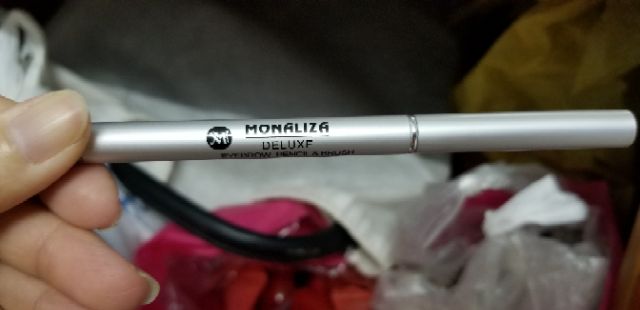 M
MONALIZA
DELUXE
EYEBROW PENCIL & BRUSH